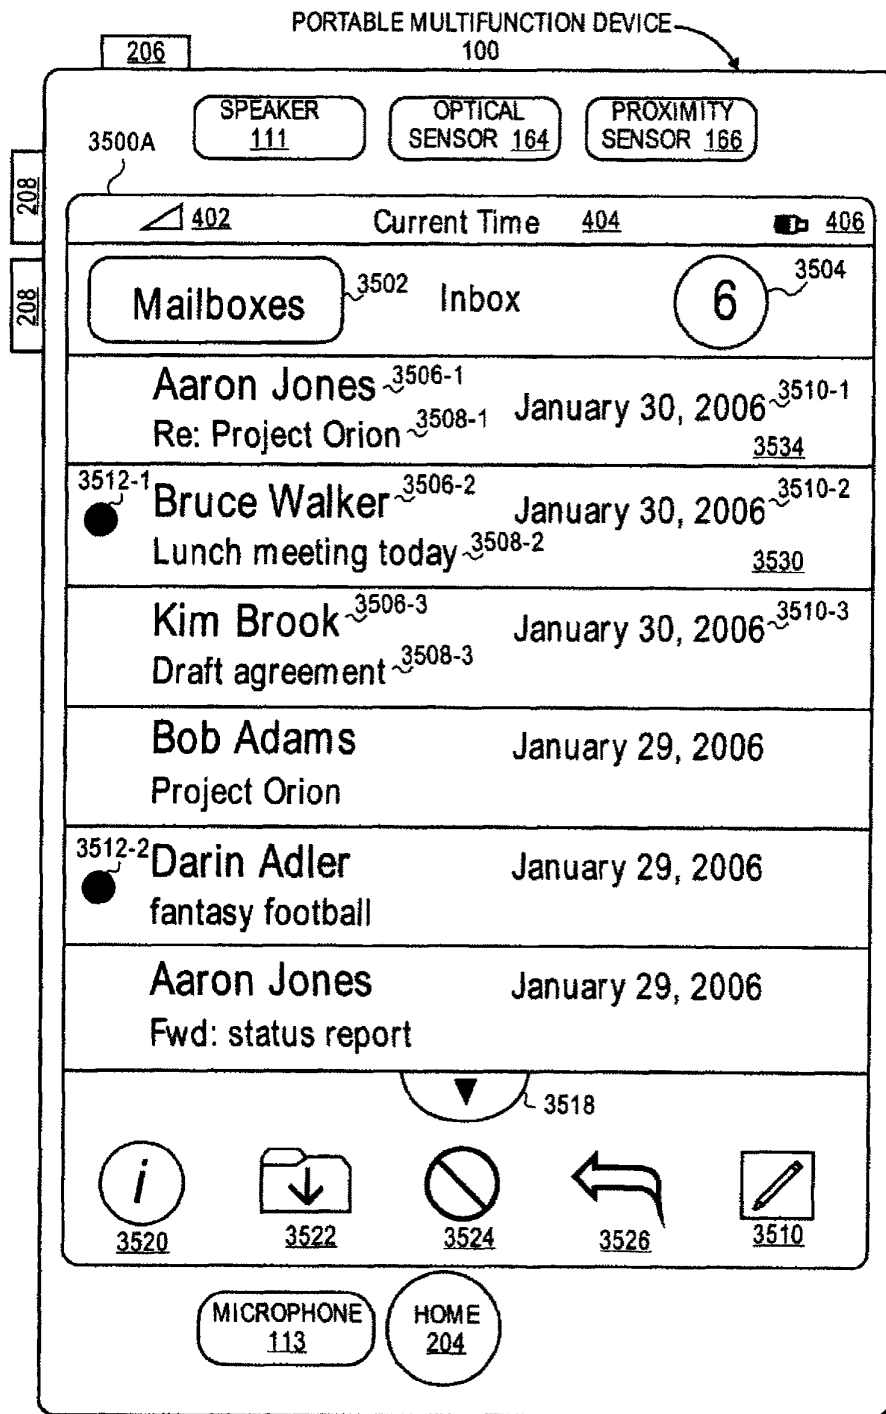 PORTABLE MULTIFUNCTION DEVICE
100
206
SPEAKER
111
OPTICAL
SENSOR 164
PROXIMITY
SENSOR 166
3500A
208
208
402
Current Time 404
406
Mailboxes
3502
Inbox
6
3504
Aaron Jones 3506-1
January 30, 2006 3510-1
Re: Project Orion 3508-1
3534
3512-1
Bruce Walker 3506-2
January 30, 2006 3510-2
Lunch meeting today 3508-2
3530
Kim Brook 3506-3
January 30, 2006 3510-3
Draft agreement 3508-3
Bob Adams
January 29, 2006
Project Orion
3512-2
Darin Adler
January 29, 2006
fantasy football
Aaron Jones
January 29, 2006
Fwd: status report
3518
i
3520
3522
3524
3526
3510
MICROPHONE
113
HOME
204